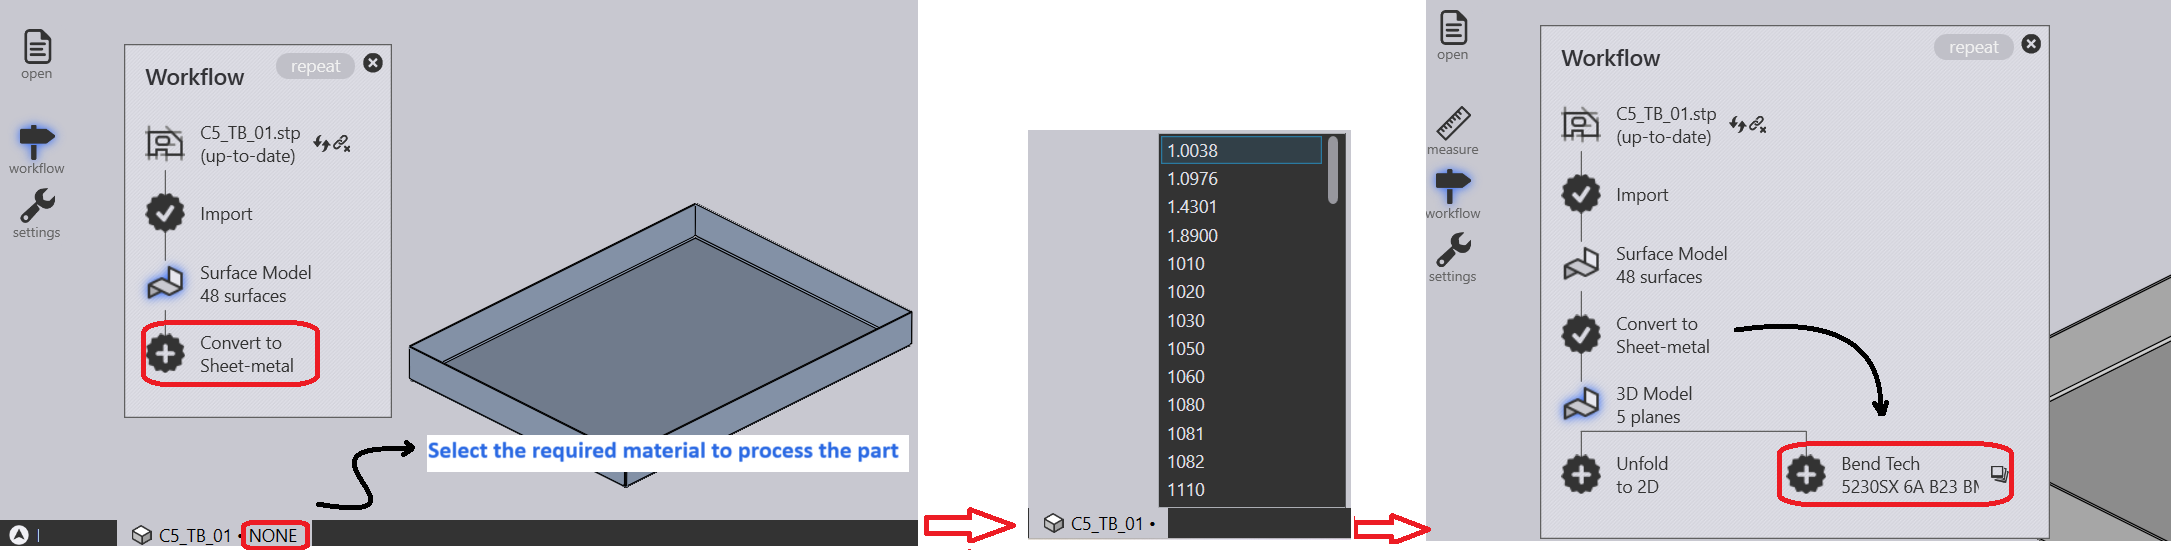 open
workflow
settings
Workflow
repeat
C5_TB_01.stp
(up-to-date)
Import
Surface Model
48 surfaces
Convert to
Sheet-metal
Select the required material to process the part
C5_TB_01 • NONE
1.0038
1.0976
1.4301
1.8900
1010
1020
1030
1050
1060
1080
1081
1082
1110
C5_TB_01 •
open
measure
workflow
settings
Workflow
repeat
C5_TB_01.stp
(up-to-date)
Import
Surface Model
48 surfaces
Convert to
Sheet-metal
3D Model
5 planes
Unfold
to 2D
Bend Tech
5230SX 6A B23